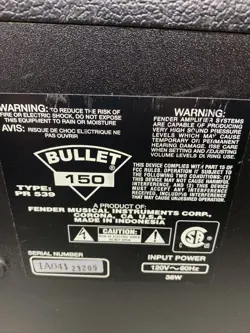 WARNING: TO REDUCE THE RISK OF
FIRE OR ELECTRIC SHOCK, DO NOT EXPOSE
THIS EQUIPMENT TO RAIN OR MOISTURE
AVIS: RISQUE DE CHOC ELECTRIQUE NE
PAS OUVRIR
WARNING:
FENDER AMPLIFIER SYSTEMS
ARE CAPABLE OF PRODUCING
VERY HIGH SOUND PRESSURE
LEVELS WHICH MAY CAUSE
TEMPORARY OR PERMANENT
HEARING DAMAGE. USE CARE
WHEN SETTING AND ADJUSTING
VOLUME LEVELS DURING USE.
BULLET
150
TYPE:
PR 539
THIS DEVICE COMPLIES WITH PART 15 OF
FCC RULES. OPERATION IS SUBJECT TO THE
FOLLOWING TWO CONDITIONS: (1) THIS
DEVICE MAY NOT CAUSE HARMFUL
INTERFERENCE, AND (2) THIS DEVICE
MUST ACCEPT ANY INTERFERENCE
RECEIVED, INCLUDING INTERFERENCE
THAT MAY CAUSE UNDESIRED OPERATION.
A PRODUCT OF:
FENDER MUSICAL INSTRUMENTS CORP.
CORONA, CA U.S.A.
MADE IN INDONESIA
CAUTION:
SERIAL NUMBER
INPUT POWER
120V~60Hz
38W